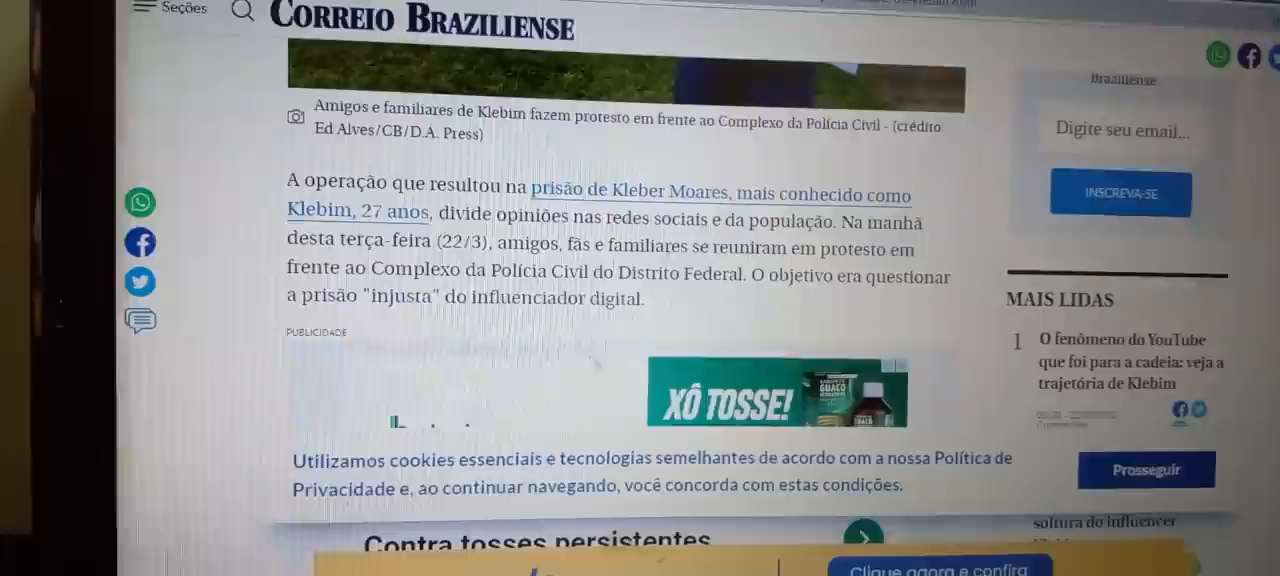 Seções
CORREIO BRAZILIENSE
Amigos e familiares de Klebim fazem protesto em frente ao Complexo da Polícia Civil - (crédito
Ed Alves/CB/D.A. Press)
A operação que resultou na prisão de Kleber Moares, mais conhecido como
Klebim, 27 anos, divide opiniões nas redes sociais e da população. Na manhã
desta terça-feira (22/3), amigos, fãs e familiares se reuniram em protesto em
frente ao Complexo da Polícia Civil do Distrito Federal. O objetivo era questionar
a prisão "injusta" do influenciador digital.
PUBLICIDADE
XÔ TOSSE!
GUACO
GUACO
Utilizamos cookies essenciais e tecnologias semelhantes de acordo com a nossa Política de
Privacidade e, ao continuar navegando, você concorda com estas condições.
Prosseguir
Contra tosses persistentes
Clique agora e confira
Braziliense
Digite seu email...
INSCREVA-SE
MAIS LIDAS
1 O fenômeno do YouTube
que foi para a cadeia: veja a
trajetória de Klebim
soltura do influencer